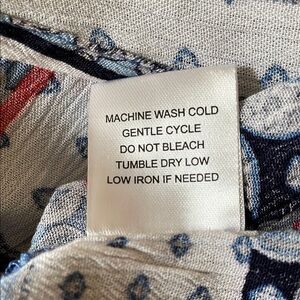 MACHINE WASH COLD
GENTLE CYCLE
DO NOT BLEACH
TUMBLE DRY LOW
LOW IRON IF NEEDED